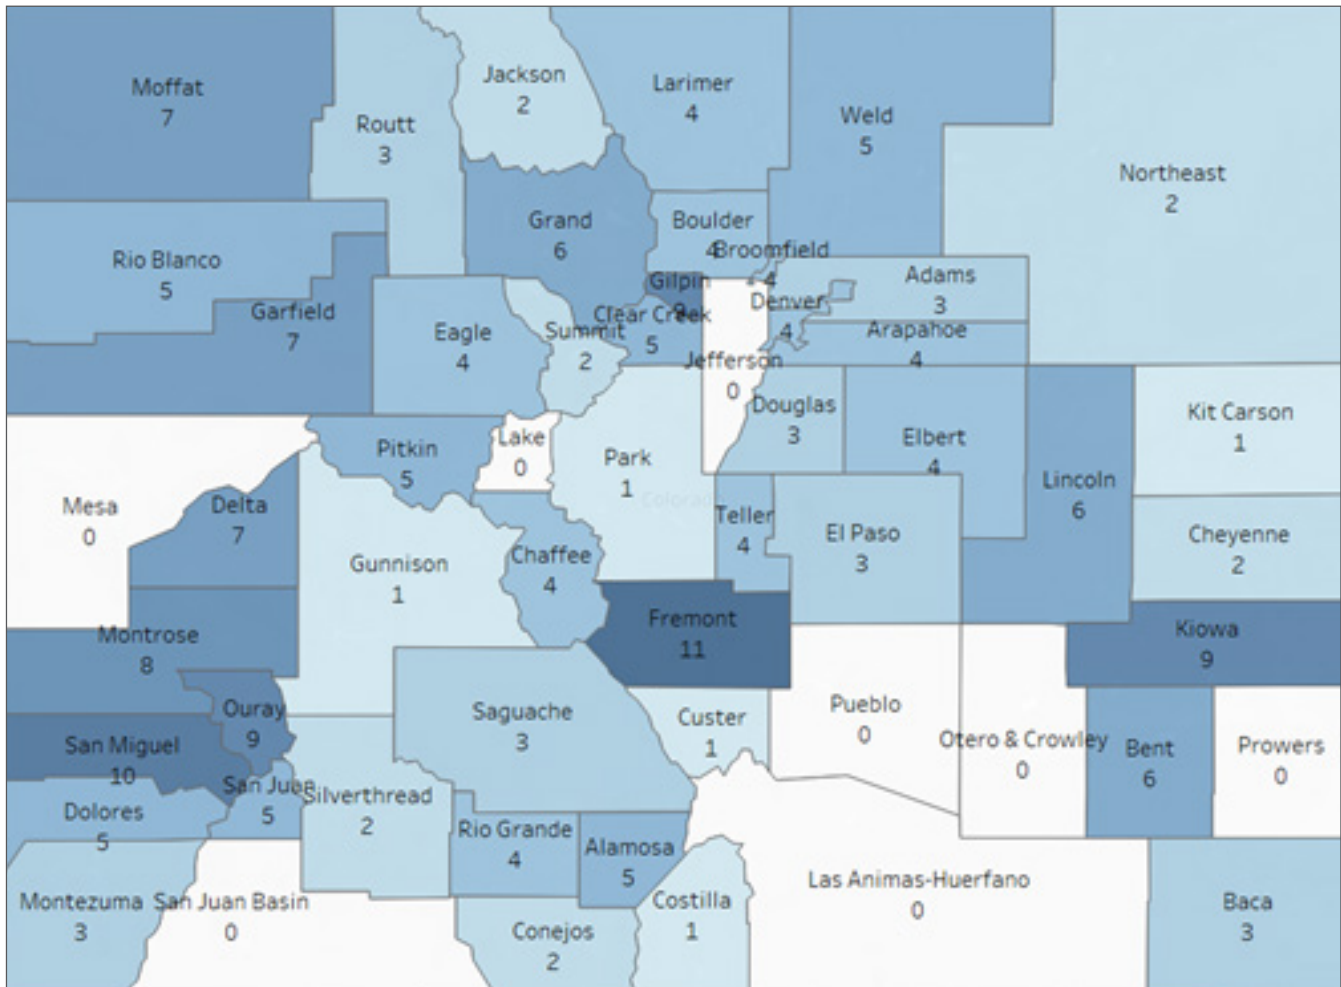 Moffat
7
Routt
3
Jackson
2
Larimer
4
Weld
5
Northeast
2
Rio Blanco
5
Garfield
7
Grand
6
Boulder
4
Broomfield
4
Gilpin
9
Clear Creek
5
Denver
4
Adams
3
Arapahoe
4
Eagle
4
Summit
2
Jefferson
0
Mesa
0
Delta
7
Pitkin
5
Lake
0
Park
1
Colorado
Douglas
3
Elbert
4
Lincoln
6
Kit Carson
1
Cheyenne
2
Gunnison
1
Chaffee
4
Teller
4
El Paso
3
Montrose
8
Fremont
11
Kiowa
9
Ouray
9
San Miguel
10
San Juan
5
Silverthread
2
Saguache
3
Custer
1
Pueblo
0
Otero & Crowley
0
Bent
6
Prowers
0
Dolores
5
Rio Grande
4
Alamosa
5
Montezuma
3
San Juan Basin
0
Conejos
2
Costilla
1
Las Animas-Huerfano
0
Baca
3